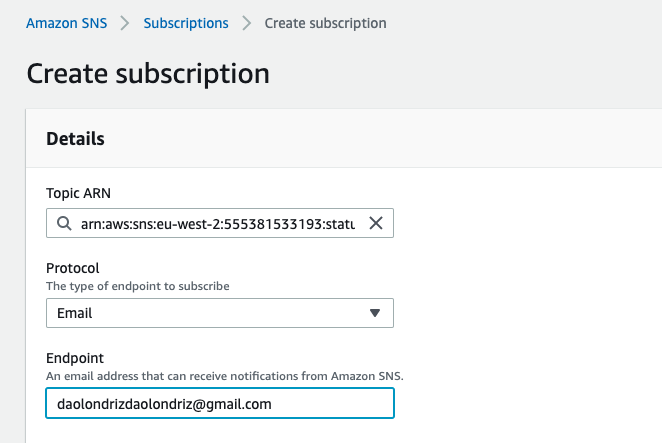 Amazon SNS > Subscriptions > Create subscription
Create subscription
Details
Topic ARN
arn:aws:sns:eu-west-2:555381533193:statu
Protocol
The type of endpoint to subscribe
Email
Endpoint
An email address that can receive notifications from Amazon SNS.
daolondrizdaolondriz@gmail.com